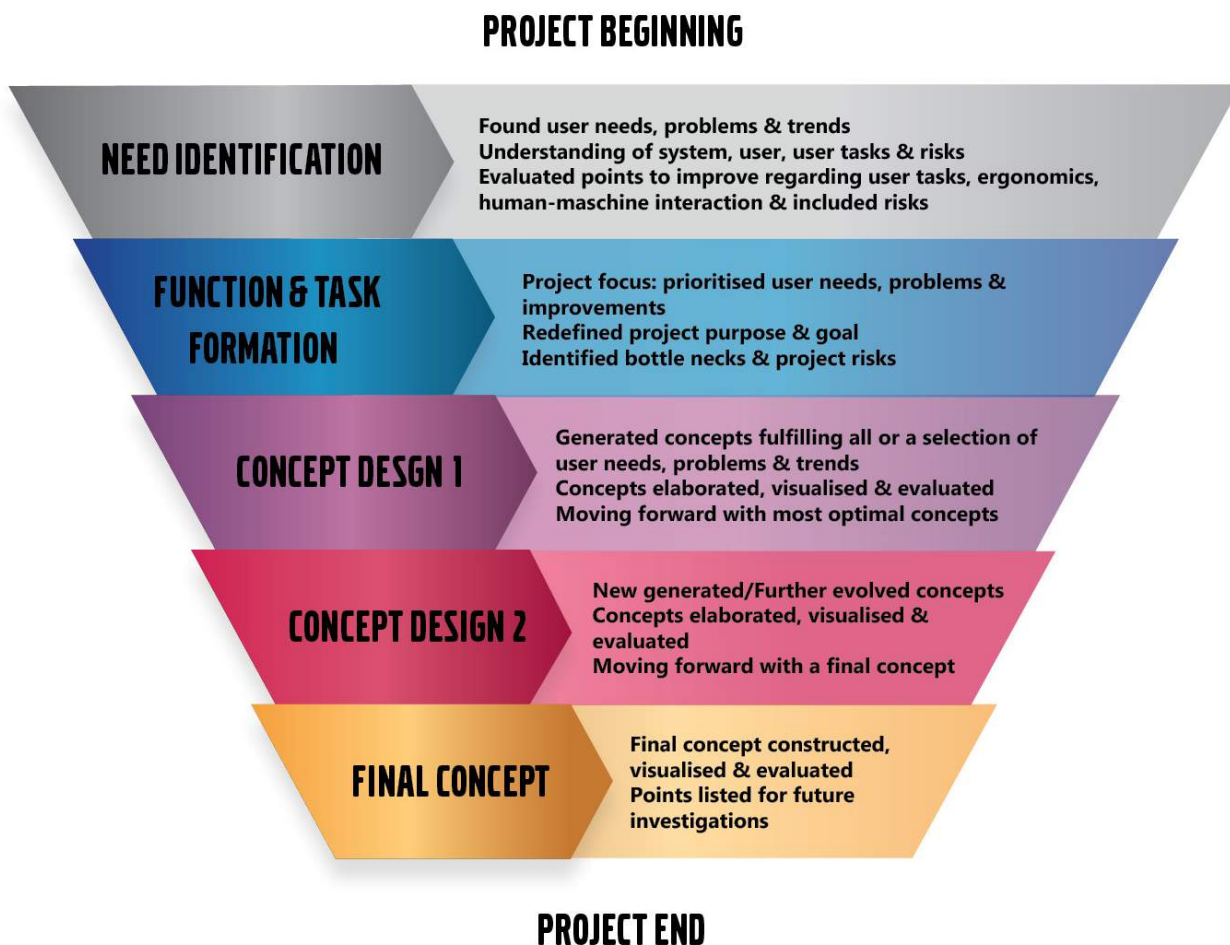 PROJECT BEGINNING
NEED IDENTIFICATION
Found user needs, problems & trends
Understanding of system, user, user tasks & risks
Evaluated points to improve regarding user tasks, ergonomics,
human-maschine interaction & included risks
FUNCTION & TASK
FORMATION
Project focus: prioritised user needs, problems &
improvements
Redefined project purpose & goal
Identified bottle necks & project risks
CONCEPT DESGN 1
Generated concepts fulfilling all or a selection of
user needs, problems & trends
Concepts elaborated, visualised & evaluated
Moving forward with most optimal concepts
CONCEPT DESIGN 2
New generated/Further evolved concepts
Concepts elaborated, visualised &
evaluated
Moving forward with a final concept
FINAL CONCEPT
Final concept constructed,
visualised & evaluated
Points listed for future
investigations
PROJECT END